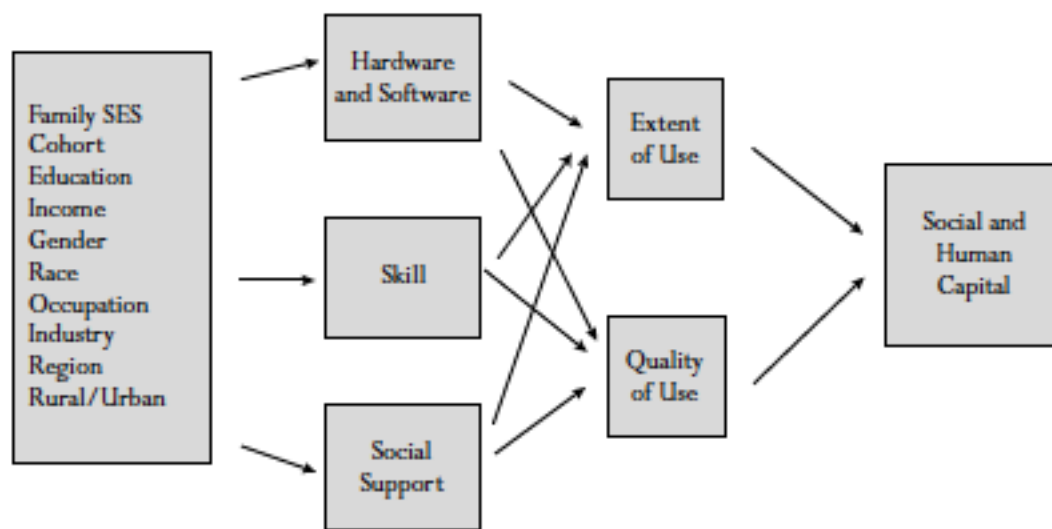 Family SES
Cohort
Education
Income
Gender
Race
Occupation
Industry
Region
Rural/Urban
Hardware
and Software
Skill
Social
Support
Extent
of Use
Quality
of Use
Social and
Human
Capital